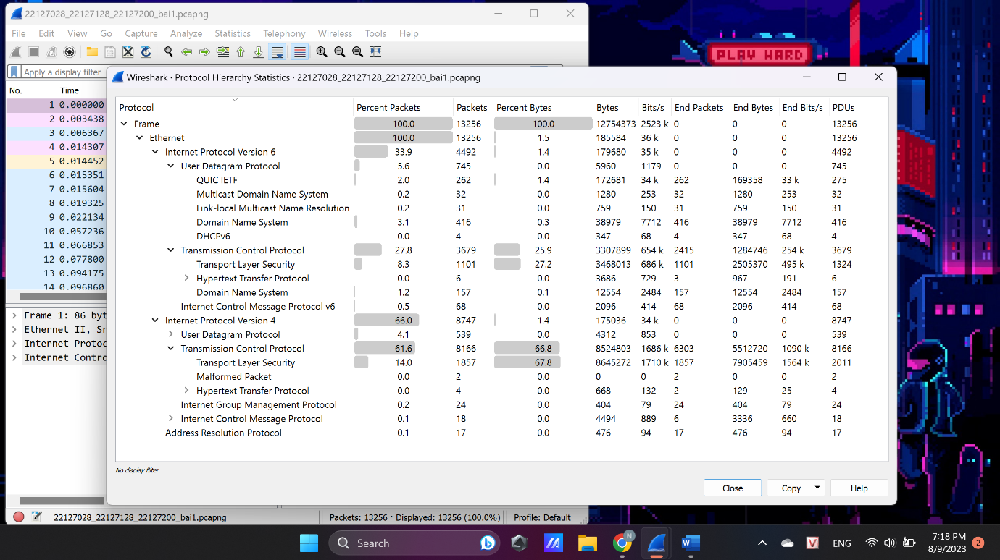 22127028_22127128_22127200_bai1.pcapng
File Edit View Go Capture Analyze Statistics Telephony Wireless Tools Help
Apply a display filter ..
PLAY HARD
Wireshark · Protocol Hierarchy Statistics · 22127028_22127128_22127200_bai1.pcapng
No. Time
1 0.000000
2 0.003438
3 0.006367
4 0.014307
5 0.014452
6 0.015351
7 0.015604
8 0.019325
9 0.022134
10 0.057236
11 0.066853
12 0.077800
13 0.094175
14 0.096860
Frame 1: 86 byt
Ethernet II, Sr
Internet Protoc
Internet Contro
Protocol Percent Packets Packets Percent Bytes Bytes Bits/s End Packets End Bytes End Bits/s PDUs
Frame 100.0 13256 100.0 12754373 2523 k 0 0 0 13256
Ethernet 100.0 13256 1.5 185584 36 k 0 0 0 13256
Internet Protocol Version 6 33.9 4492 1.4 179680 35 k 0 0 0 4492
User Datagram Protocol 5.6 745 0.0 5960 1179 0 0 0 745
QUIC IETF 2.0 262 1.4 172681 34 k 262 169358 33 k 275
Multicast Domain Name System 0.2 32 0.0 1280 253 32 1280 253 32
Link-local Multicast Name Resolution 0.2 31 0.0 759 150 31 759 150 31
Domain Name System 3.1 416 0.3 38979 7712 416 38979 7712 416
DHCPv6 0.0 4 0.0 347 68 4 347 68 4
Transmission Control Protocol 27.8 3679 25.9 3307899 654 k 2415 1284746 254 k 3679
Transport Layer Security 8.3 1101 27.2 3468013 686 k 1101 2505370 495 k 1324
Hypertext Transfer Protocol 0.0 6 0.0 3686 729 3 967 191 6
Domain Name System 1.2 157 0.1 12554 2484 157 12554 2484 157
Internet Control Message Protocol v6 0.5 68 0.0 2096 414 68 2096 414 68
Internet Protocol Version 4 66.0 8747 1.4 175036 34 k 0 0 0 8747
User Datagram Protocol 4.1 539 0.0 4312 853 0 0 0 539
Transmission Control Protocol 61.6 8166 66.8 8524803 1686 k 6303 5512720 1090 k 8166
Transport Layer Security 14.0 1857 67.8 8645272 1710 k 1857 7905459 1564 k 2011
Malformed Packet 0.0 2 0.0 0 0 2 0 0 2
Hypertext Transfer Protocol 0.0 4 0.0 668 132 2 129 25 4
Internet Group Management Protocol 0.2 24 0.0 404 79 24 404 79 24
Internet Control Message Protocol 0.1 18 0.0 4494 889 6 3336 660 18
Address Resolution Protocol 0.1 17 0.0 476 94 17 476 94 17
No display filter.
Close Copy Help
22127028_22127128_22127200_bai1.pcapng Packets: 13256 · Displayed: 13256 (100.0%) Profile: Default
Search
N
W
V
ENG
7:18 PM
8/9/2023
2